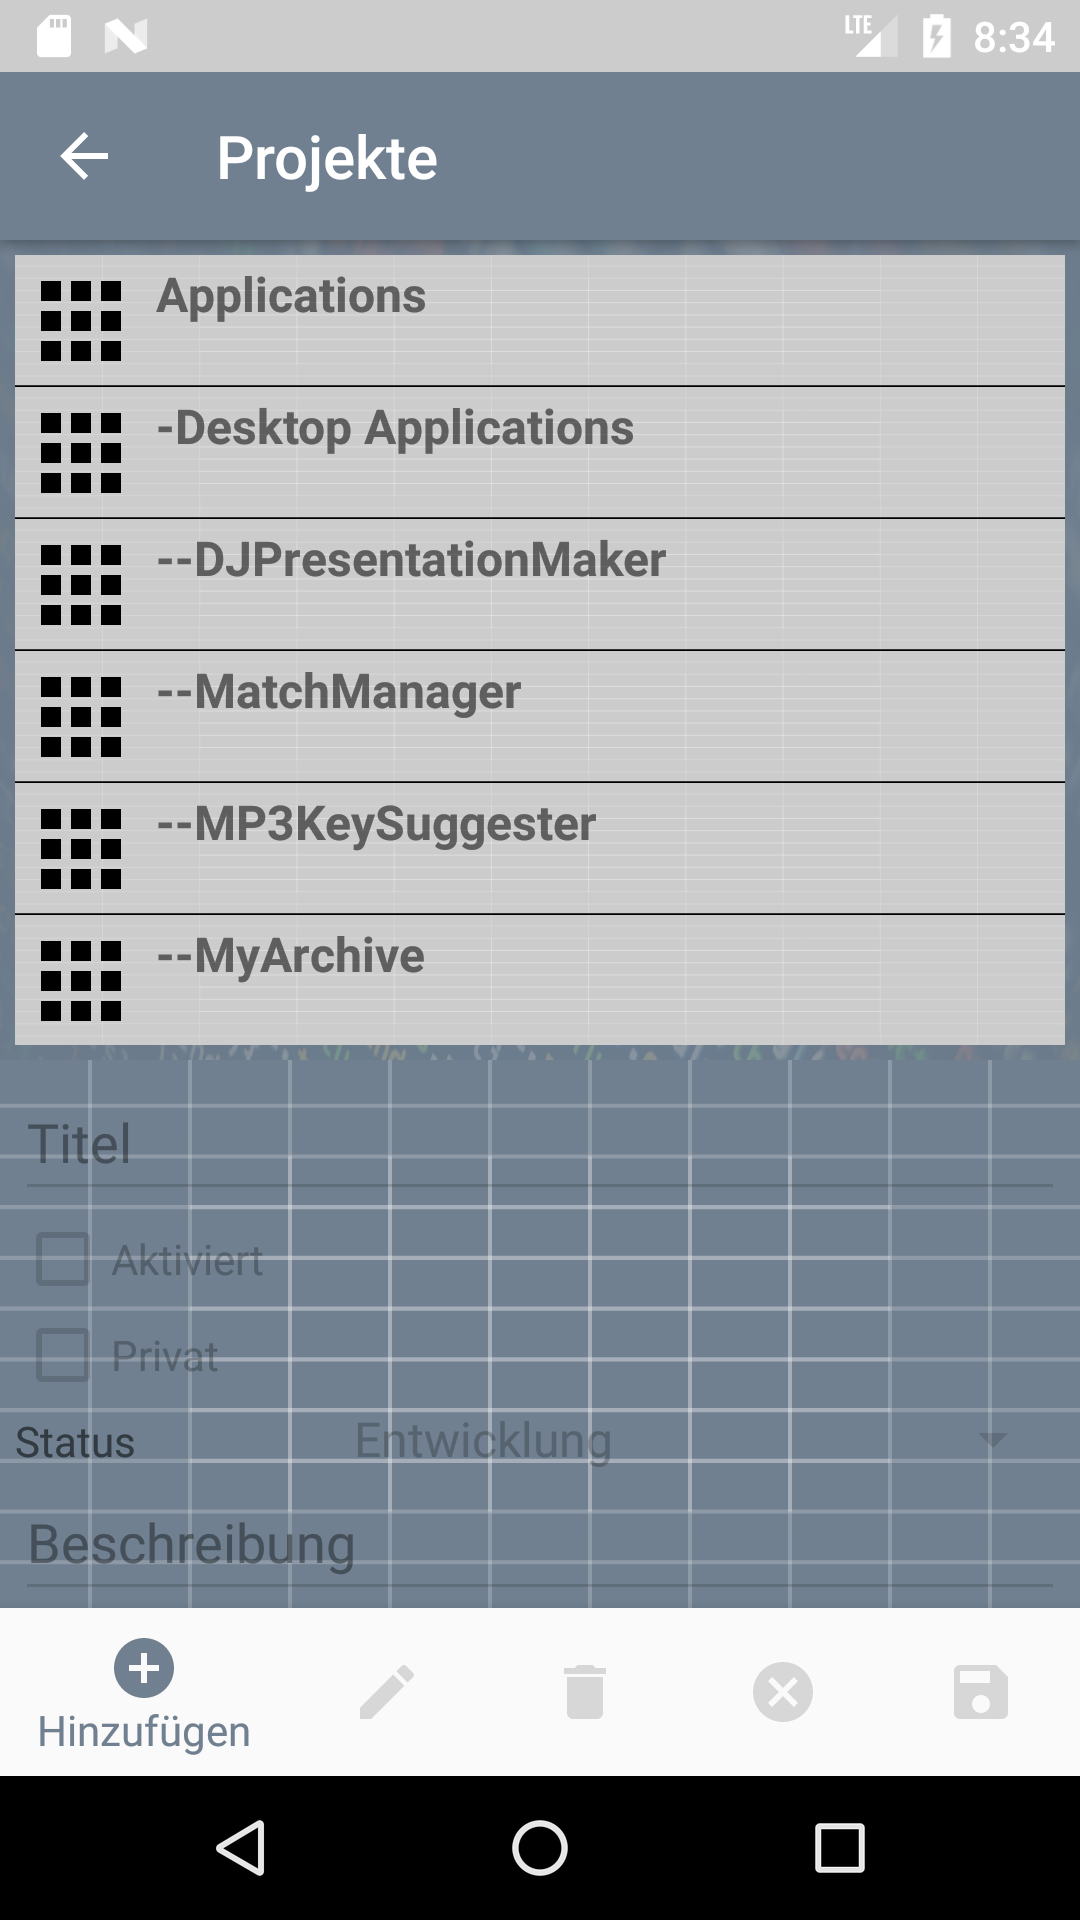 LTE 8:34
Projekte
Applications
-Desktop Applications
--DJPresentationMaker
--MatchManager
--MP3KeySuggester
--MyArchive
Titel
Aktiviert
Privat
Status Entwicklung
Beschreibung
Hinzufügen